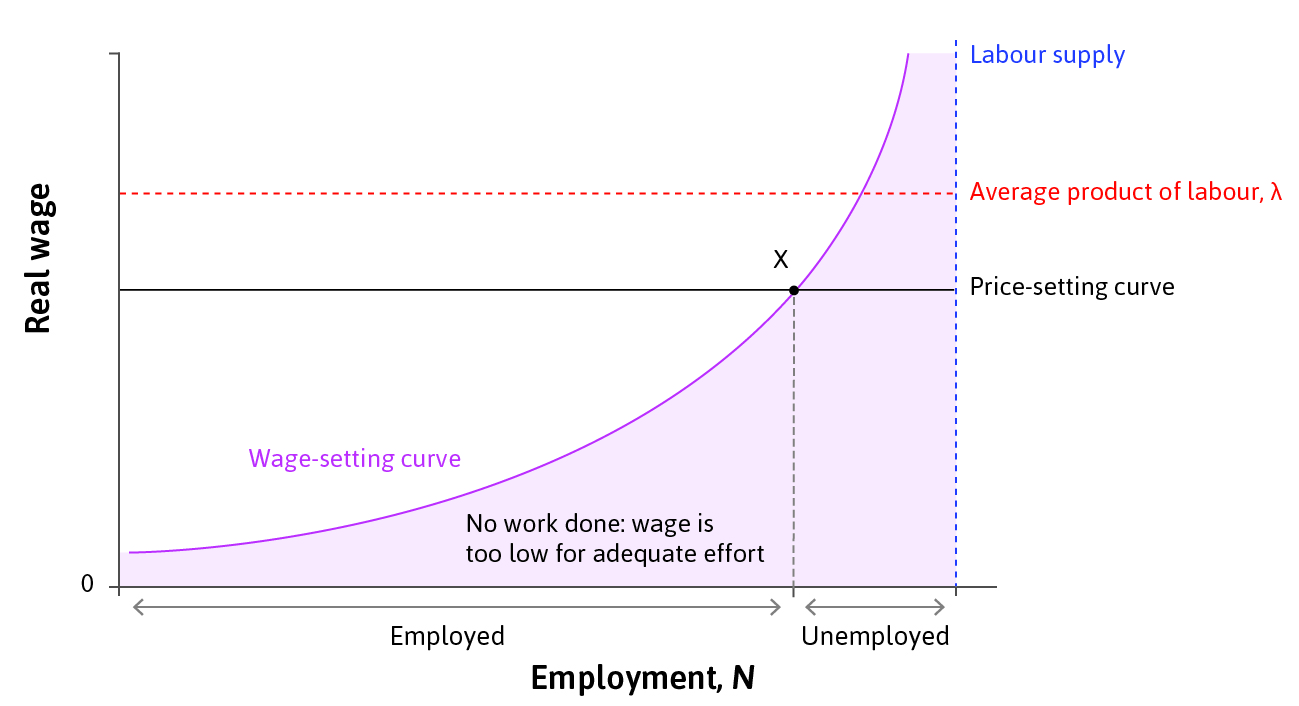 Labour supply
Average product of labour, λ
X
Price-setting curve
Real wage
Wage-setting curve
No work done: wage is
too low for adequate effort
0
Employed
Unemployed
Employment, N